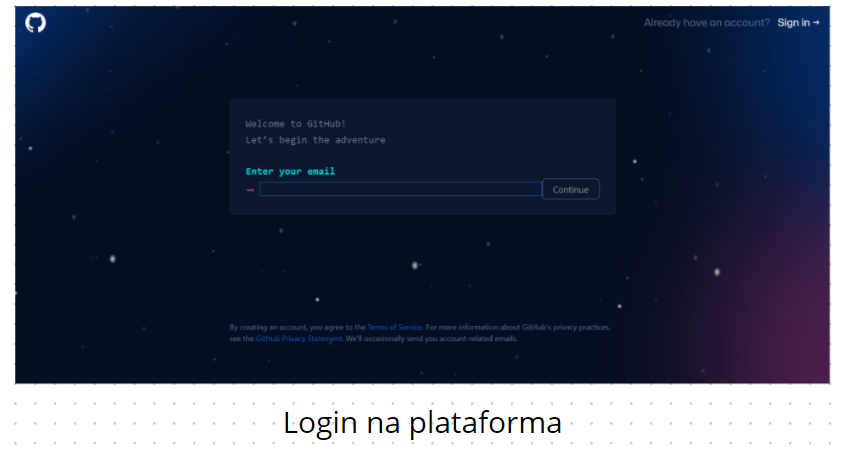 Already have an account? Sign in →
Welcome to GitHub!
Let's begin the adventure
Enter your email
→ Continue
By creating an account, you agree to the Terms of Service. For more information about GitHub's privacy practices,
see the GitHub Privacy Statement. We'll occasionally send you account-related emails.
Login na plataforma